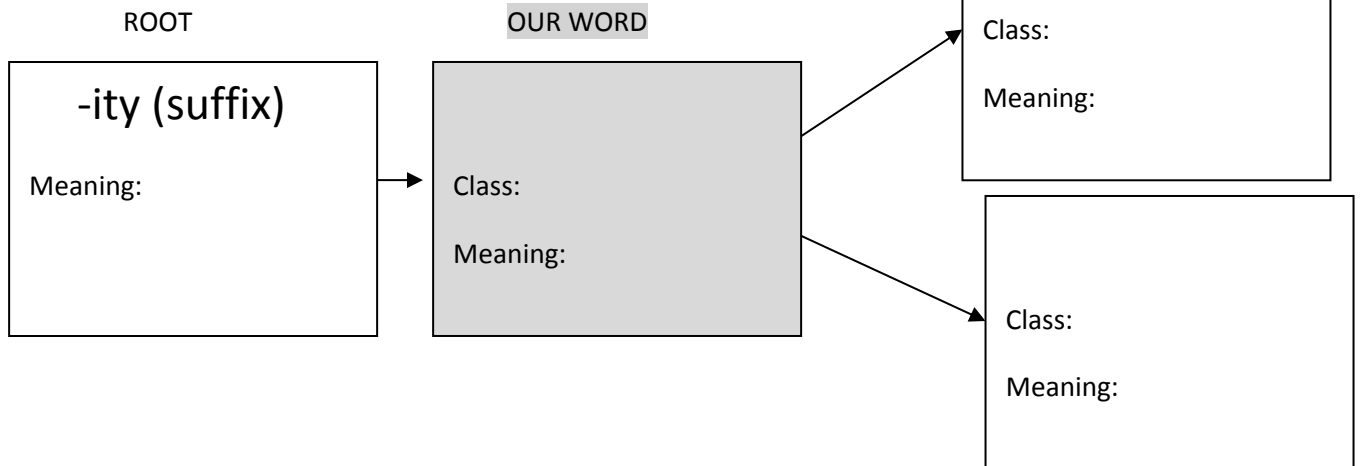 ROOT
OUR WORD
-ity (suffix)
Meaning:
Class:
Meaning:
Class:
Meaning:
Class:
Meaning: